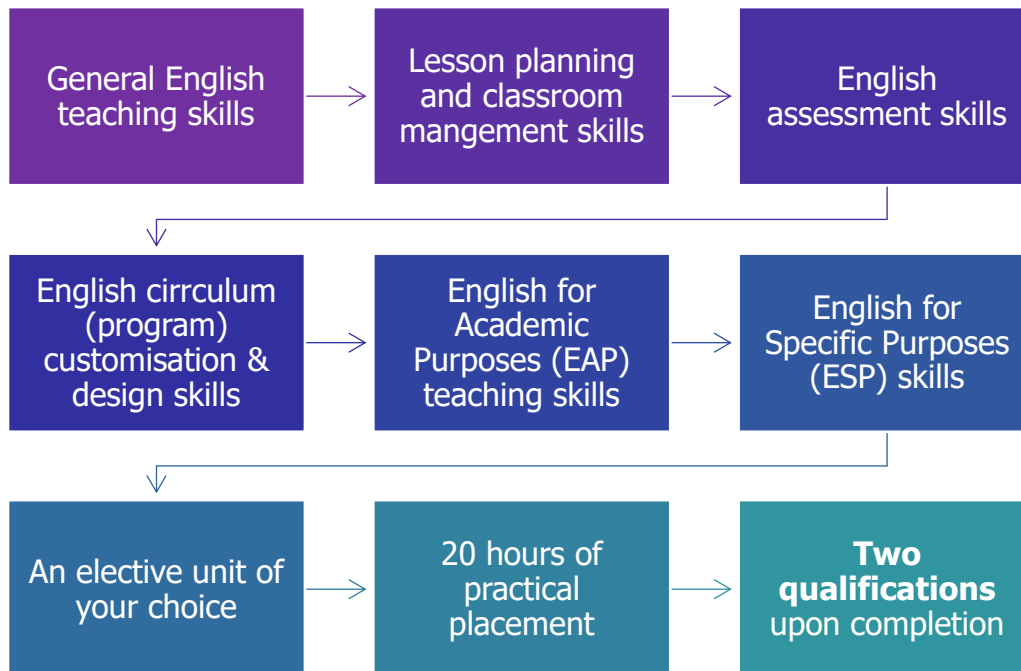 General English
teaching skills
Lesson planning
and classroom
mangement skills
English
assessment skills
English cirrculum
(program)
customisation &
design skills
English for
Academic
Purposes (EAP)
teaching skills
English for
Specific Purposes
(ESP) skills
An elective unit of
your choice
20 hours of
practical
placement
Two
qualifications
upon completion